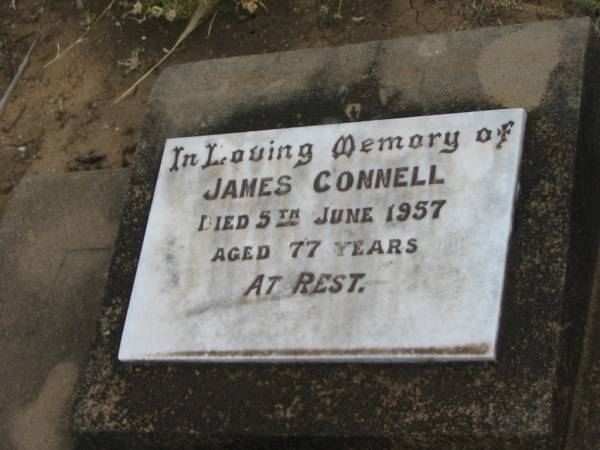 In Loving Memory of
JAMES CONNELL
DIED 5TH JUNE 1957
AGED 77 YEARS
AT REST.